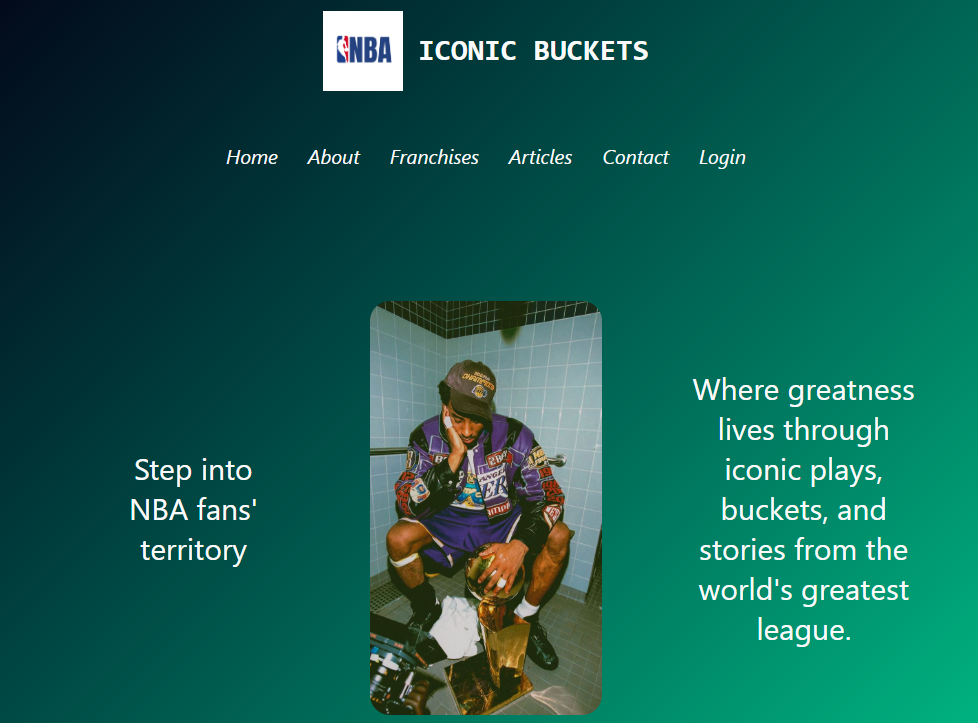 NBA
ICONIC BUCKETS
Home About Franchises Articles Contact Login
Step into
NBA fans'
territory
Where greatness
lives through
iconic plays,
buckets, and
stories from the
world's greatest
league.